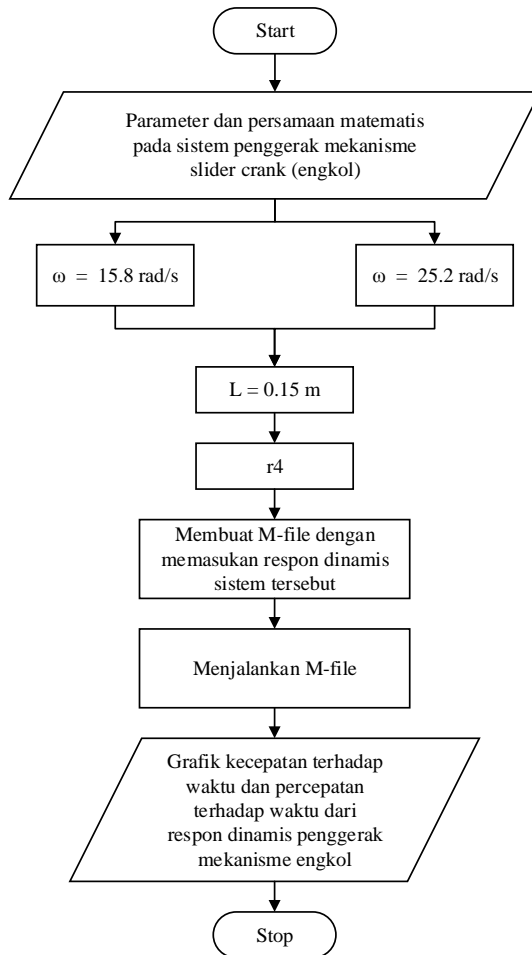 Start
Parameter dan persamaan matematis
pada sistem penggerak mekanisme
slider crank (engkol)
ω = 15.8 rad/s
ω = 25.2 rad/s
L = 0.15 m
r4
Membuat M-file dengan
memasukan respon dinamis
sistem tersebut
Menjalankan M-file
Grafik kecepatan terhadap
waktu dan percepatan
terhadap waktu dari
respon dinamis penggerak
mekanisme engkol
Stop